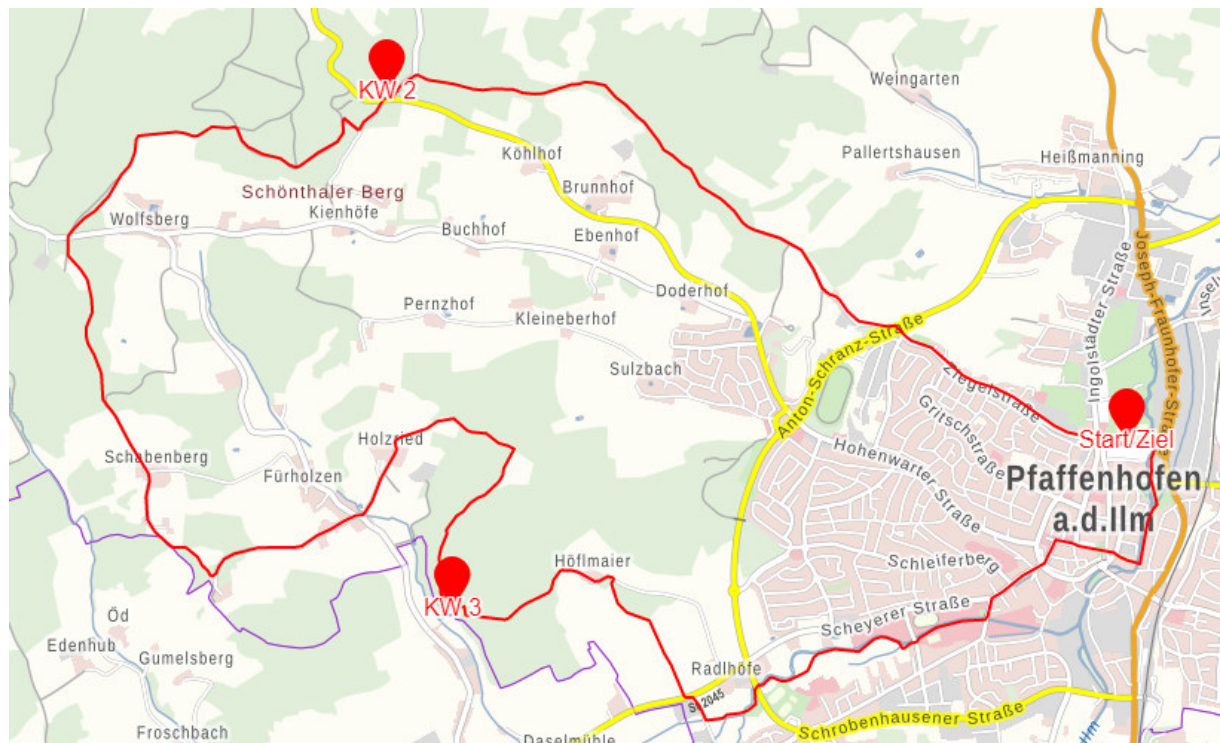 KW 2
Weingarten
Köhlhof
Pallertshausen
Heißmanning
Brunnhof
Schönthaler Berg
Wolfsberg
Kienhöfe
Buchhof
Ebenhof
Joseph-Fraunhofer-Straße
Ingolstädter Straße
Doderhof
Pernzhof
Kleineberhof
Anton-Schranz-Straße
Sulzbach
Ziegelstraße
Gritschstraße
Start/Ziel
Holzried
Schabenberg
Fürholzen
Hohenwarter-Straße
Pfaffenhofen
a.d.Ilm
Höflmaier
Schleiferberg
KW 3
Scheyerer Straße
Öd
Edenhub
Gumelsberg
Radlhöfe
St 2045
Froschbach
Daselmühle
Schrobenhausener Straße
Ilm